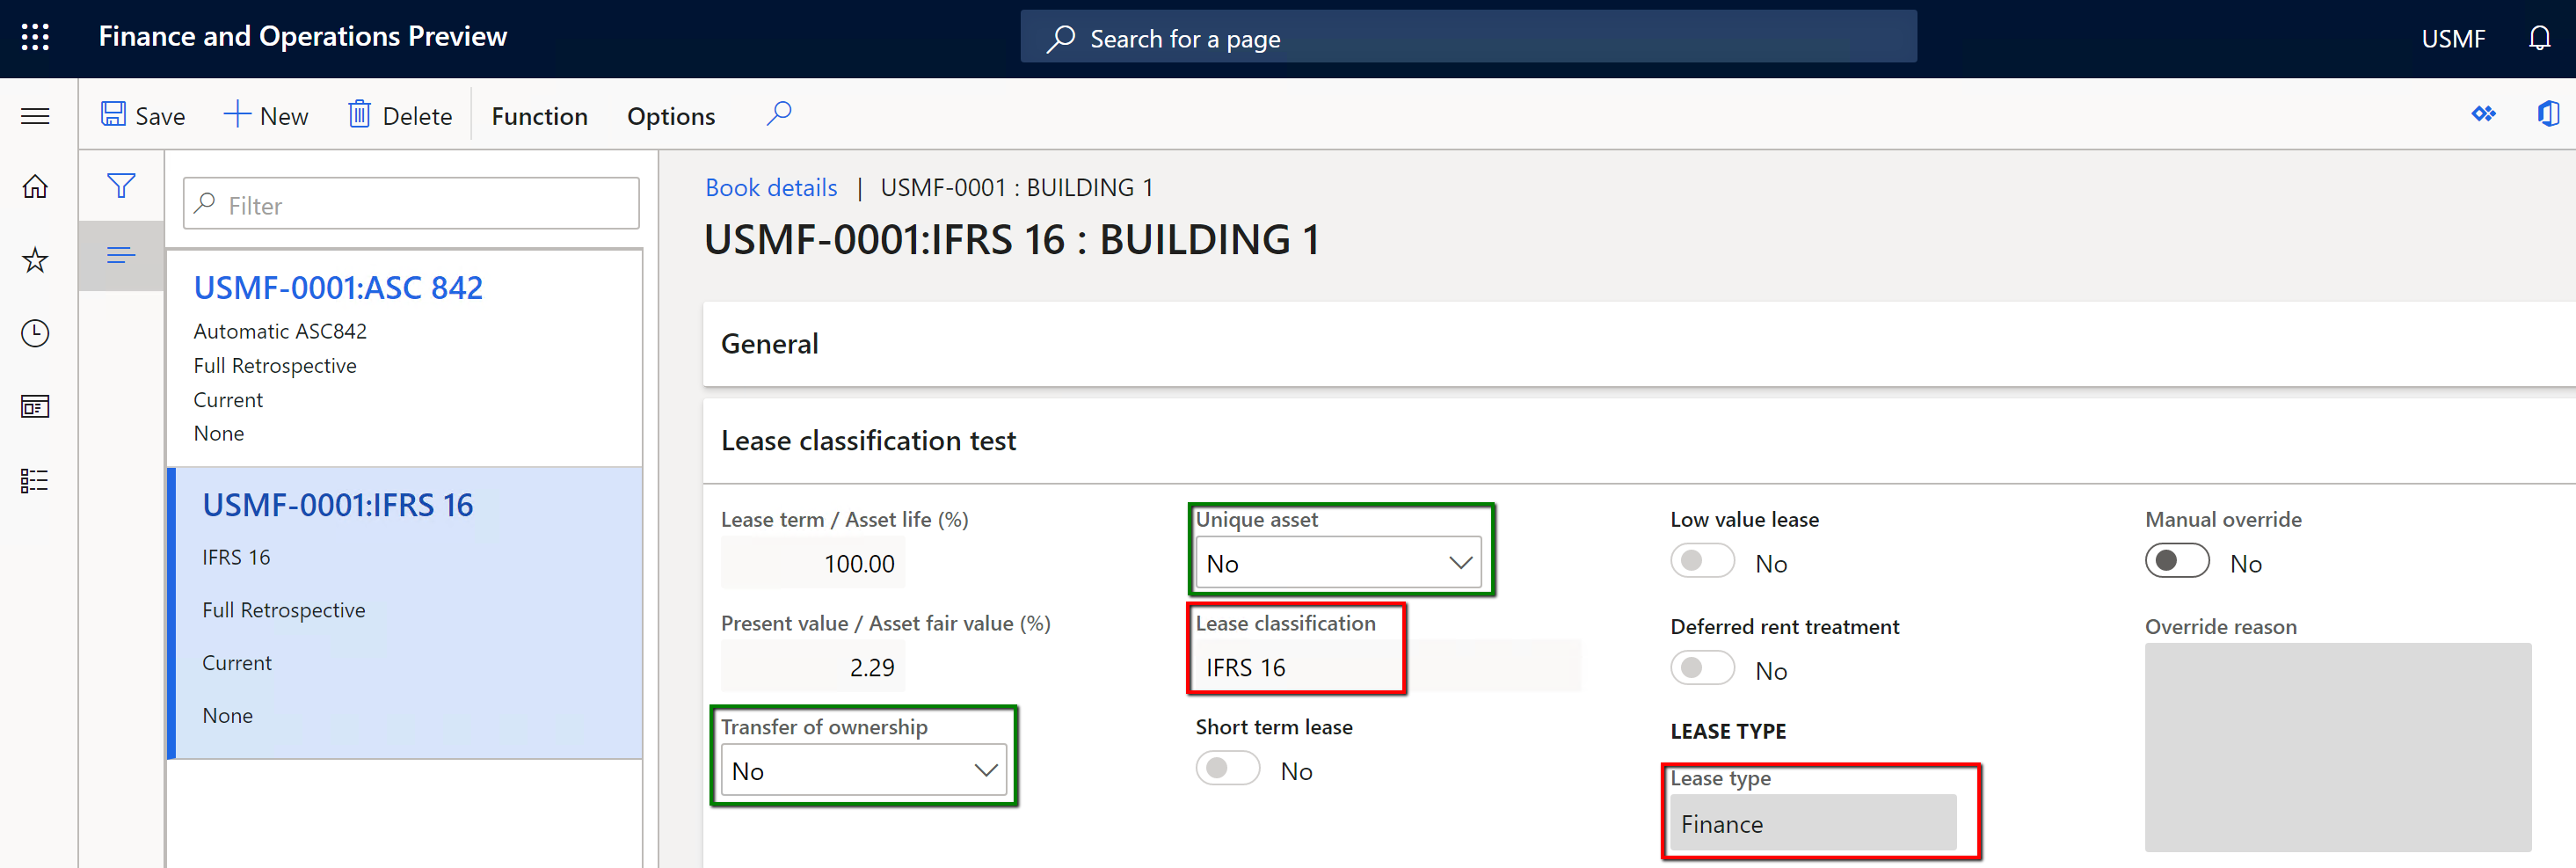 Finance and Operations Preview
Search for a page
USMF
Save
New
Delete
Function
Options
Filter
USMF-0001:ASC 842
Automatic ASC842
Full Retrospective
Current
None
USMF-0001:IFRS 16
IFRS 16
Full Retrospective
Current
None
Book details | USMF-0001 : BUILDING 1
USMF-0001:IFRS 16 : BUILDING 1
General
Lease classification test
Lease term / Asset life (%)
100.00
Present value / Asset fair value (%)
2.29
Transfer of ownership
No
Unique asset
No
Lease classification
IFRS 16
Short term lease
No
Low value lease
No
Deferred rent treatment
No
LEASE TYPE
Lease type
Finance
Manual override
No
Override reason